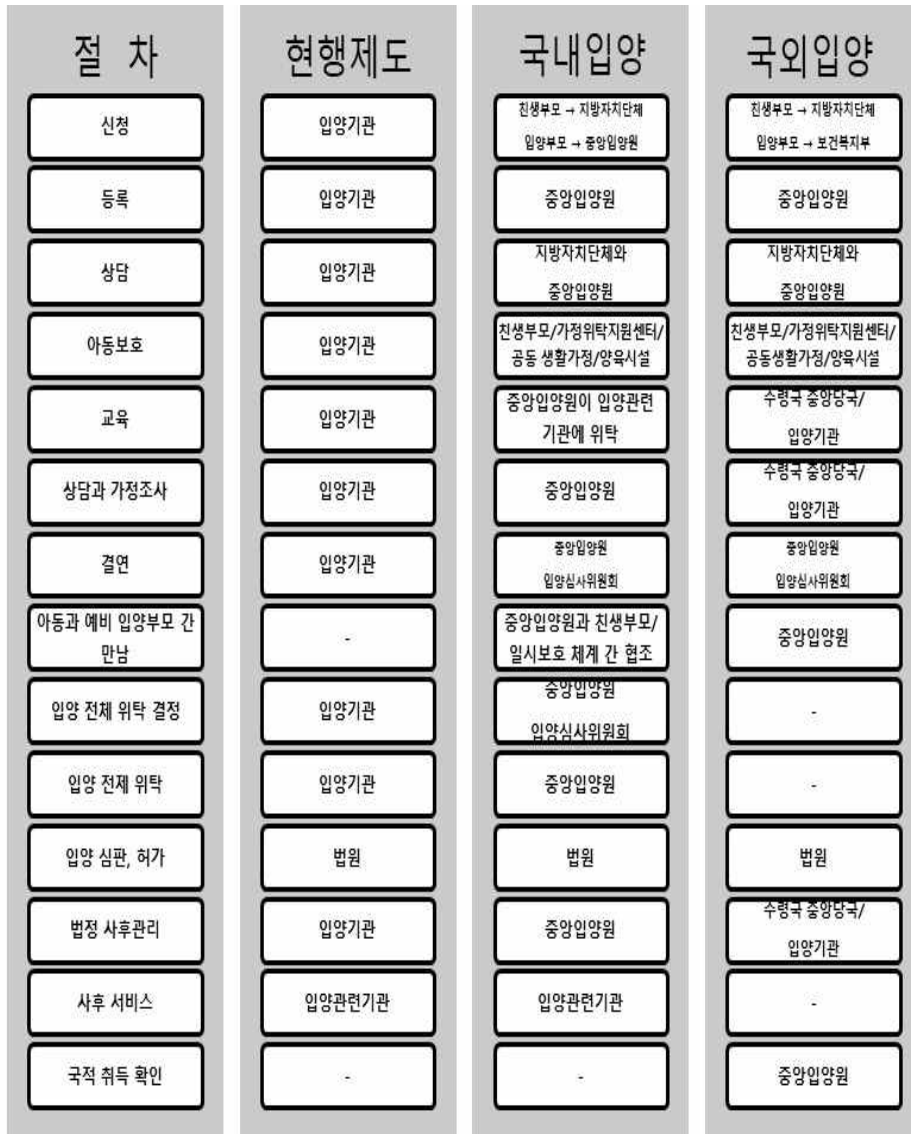 절 차
현행제도
국내입양
국외입양
신청
입양기관
친생부모 → 지방자치단체
입양부모 → 중앙입양원
친생부모 → 지방자치단체
입양부모 → 보건복지부
등록
입양기관
중앙입양원
중앙입양원
상담
입양기관
지방자치단체와
중앙입양원
지방자치단체와
중앙입양원
아동보호
입양기관
친생부모/가정위탁지원센터/
공동 생활가정/양육시설
친생부모/가정위탁지원센터/
공동생활가정/양육시설
교육
입양기관
중앙입양원이 입양관련
기관에 위탁
수령국 중앙당국/
입양기관
상담과 가정조사
입양기관
중앙입양원
수령국 중앙당국/
입양기관
결연
입양기관
중앙입양원
입양심사위원회
중앙입양원
입양심사위원회
아동과 예비 입양부모 간
만남
-
중앙입양원과 친생부모/
일시보호 체계 간 협조
중앙입양원
입양 전체 위탁 결정
입양기관
중앙입양원
입양심사위원회
-
입양 전제 위탁
입양기관
중앙입양원
-
입양 심판, 허가
법원
법원
법원
법정 사후관리
입양기관
중앙입양원
수령국 중앙당국/
입양기관
사후 서비스
입양관련기관
입양관련기관
-
국적 취득 확인
-
-
중앙입양원